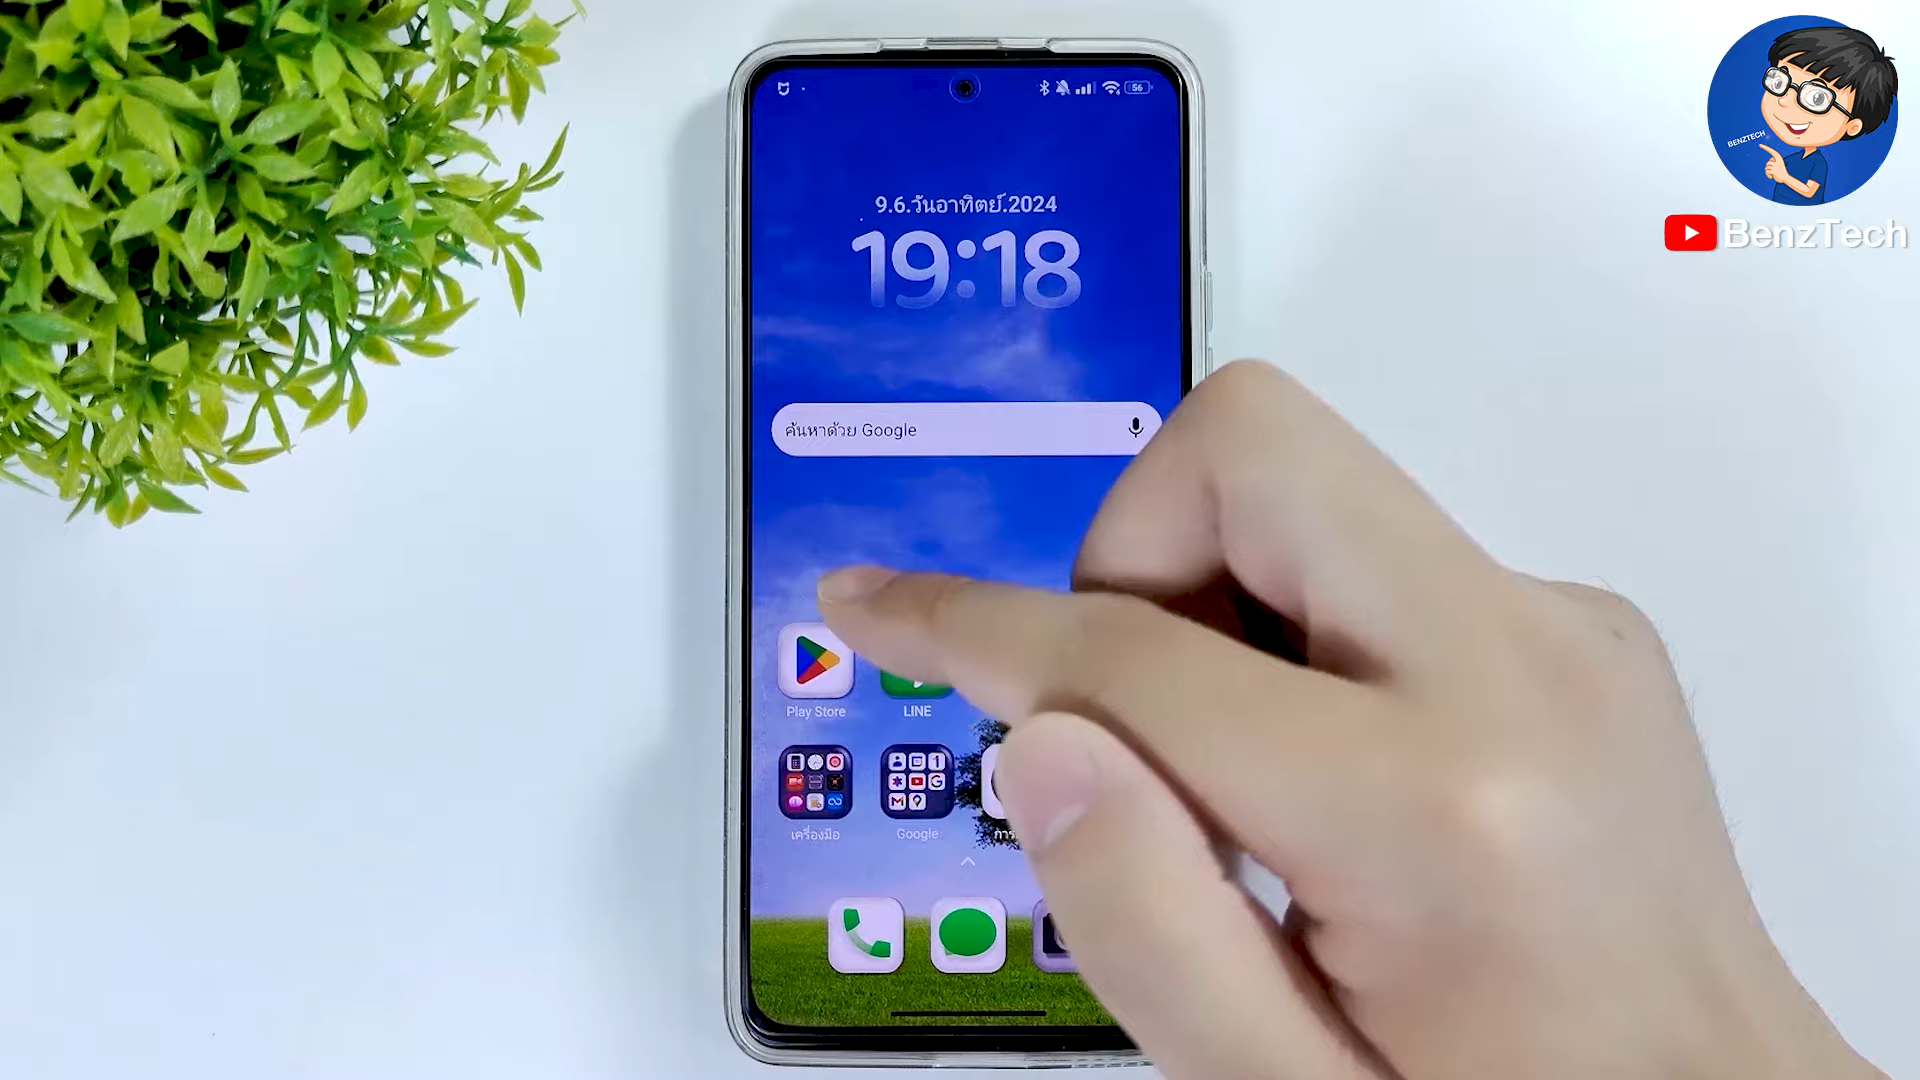 BENZTECH
BenzTech
56
9.6.วันอาทิตย์.2024
19:18
ค้นหาด้วย Google
Play Store
LINE
เครื่องมือ
Google